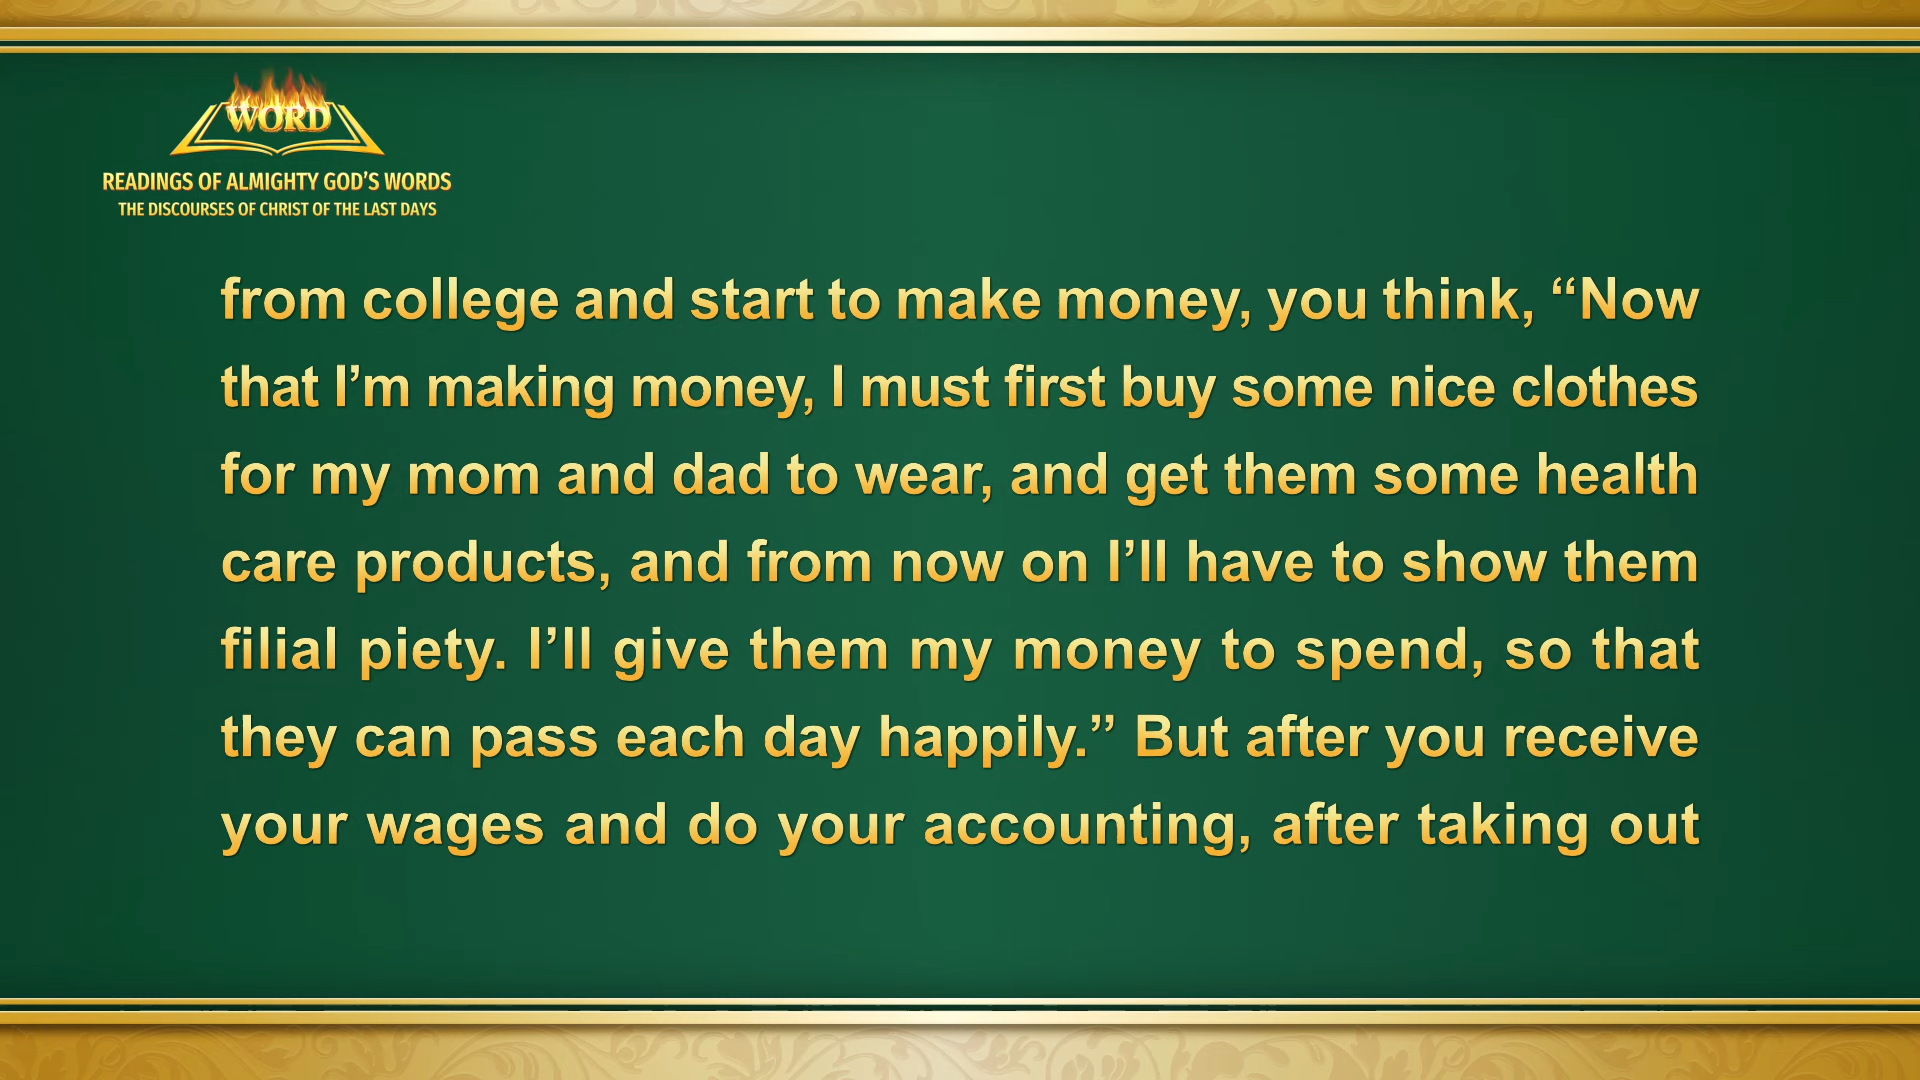 WORD
READINGS OF ALMIGHTY GOD’S WORDS
THE DISCOURSES OF CHRIST OF THE LAST DAYS
from college and start to make money, you think, “Now
that I’m making money, I must first buy some nice clothes
for my mom and dad to wear, and get them some health
care products, and from now on I’ll have to show them
filial piety. I’ll give them my money to spend, so that
they can pass each day happily.” But after you receive
your wages and do your accounting, after taking out